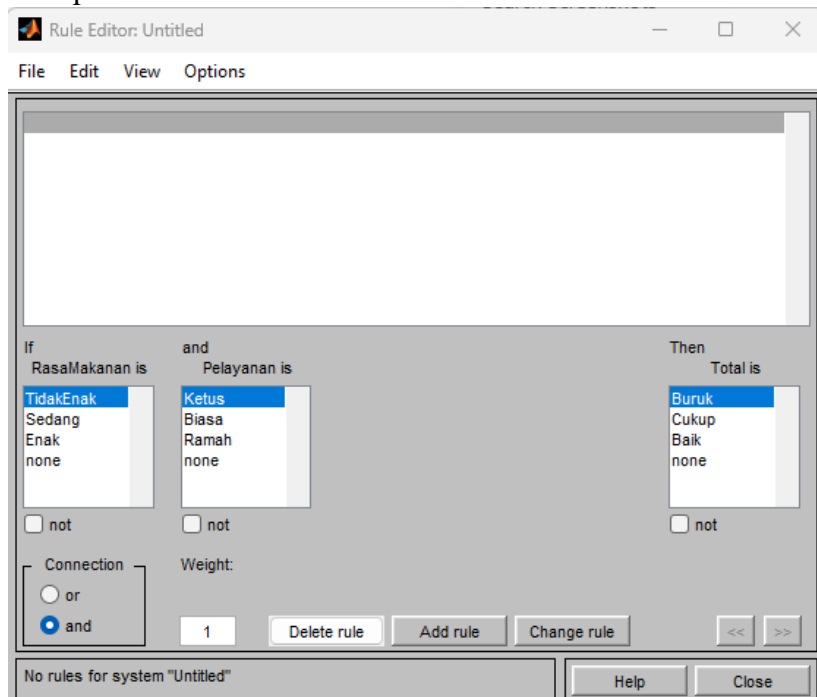 Rule Editor: Untitled
File Edit View Options
If and Then
RasaMakanan is Pelayanan is Total is
TidakEnak Ketus Buruk
Sedang Biasa Cukup
Enak Ramah Baik
none none none
not not not
Connection Weight:
or
and 1 Delete rule Add rule Change rule << >>
No rules for system "Untitled" Help Close